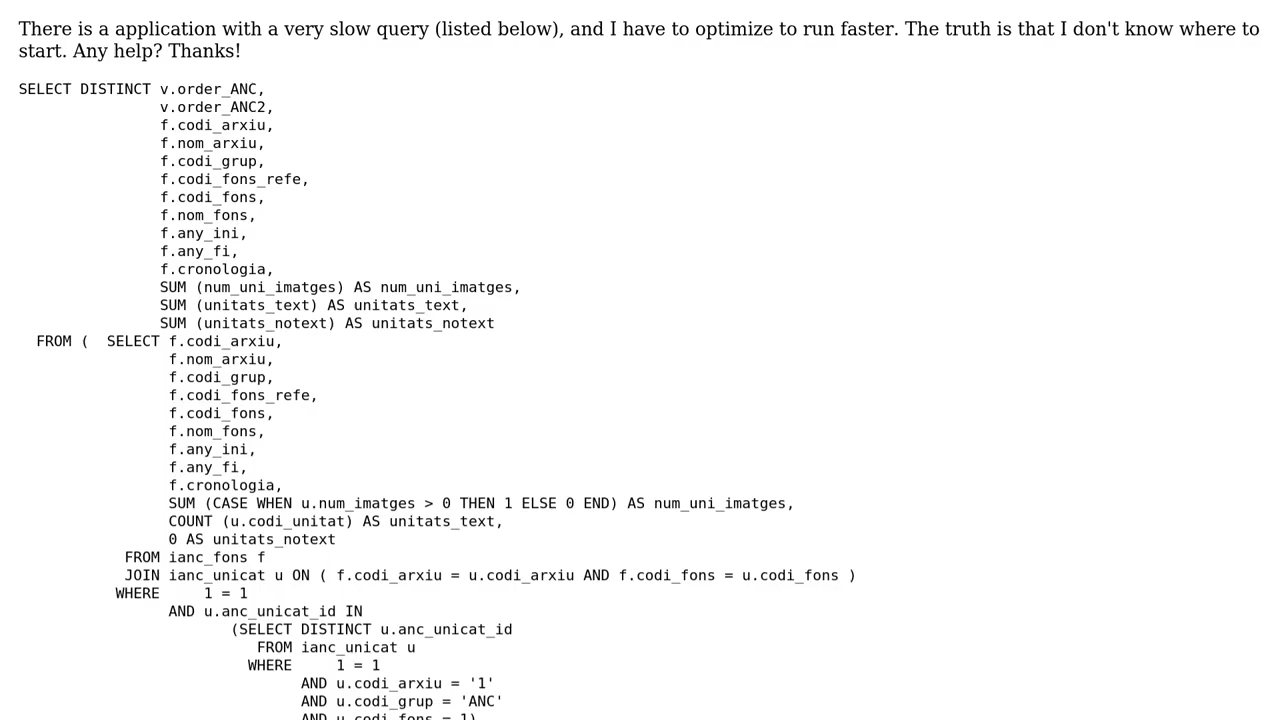 There is a application with a very slow query (listed below), and I have to optimize to run faster. The truth is that I don't know where to
start. Any help? Thanks!
SELECT DISTINCT v.order_ANC,
v.order_ANC2,
f.codi_arxiu,
f.nom_arxiu,
f.codi_grup,
f.codi_fons_refe,
f.codi_fons,
f.nom_fons,
f.any_ini,
f.any_fi,
f.cronologia,
SUM (num_uni_imatges) AS num_uni_imatges,
SUM (unitats_text) AS unitats_text,
SUM (unitats_notext) AS unitats_notext
FROM (  SELECT f.codi_arxiu,
f.nom_arxiu,
f.codi_grup,
f.codi_fons_refe,
f.codi_fons,
f.nom_fons,
f.any_ini,
f.any_fi,
f.cronologia,
SUM (CASE WHEN u.num_imatges > 0 THEN 1 ELSE 0 END) AS num_uni_imatges,
COUNT (u.codi_unitat) AS unitats_text,
0 AS unitats_notext
FROM ianc_fons f
JOIN ianc_unicat u ON ( f.codi_arxiu = u.codi_arxiu AND f.codi_fons = u.codi_fons )
WHERE     1 = 1
AND u.anc_unicat_id IN
(SELECT DISTINCT u.anc_unicat_id
FROM ianc_unicat u
WHERE     1 = 1
AND u.codi_arxiu = '1'
AND u.codi_grup = 'ANC'
AND u.codi_fons = 1)